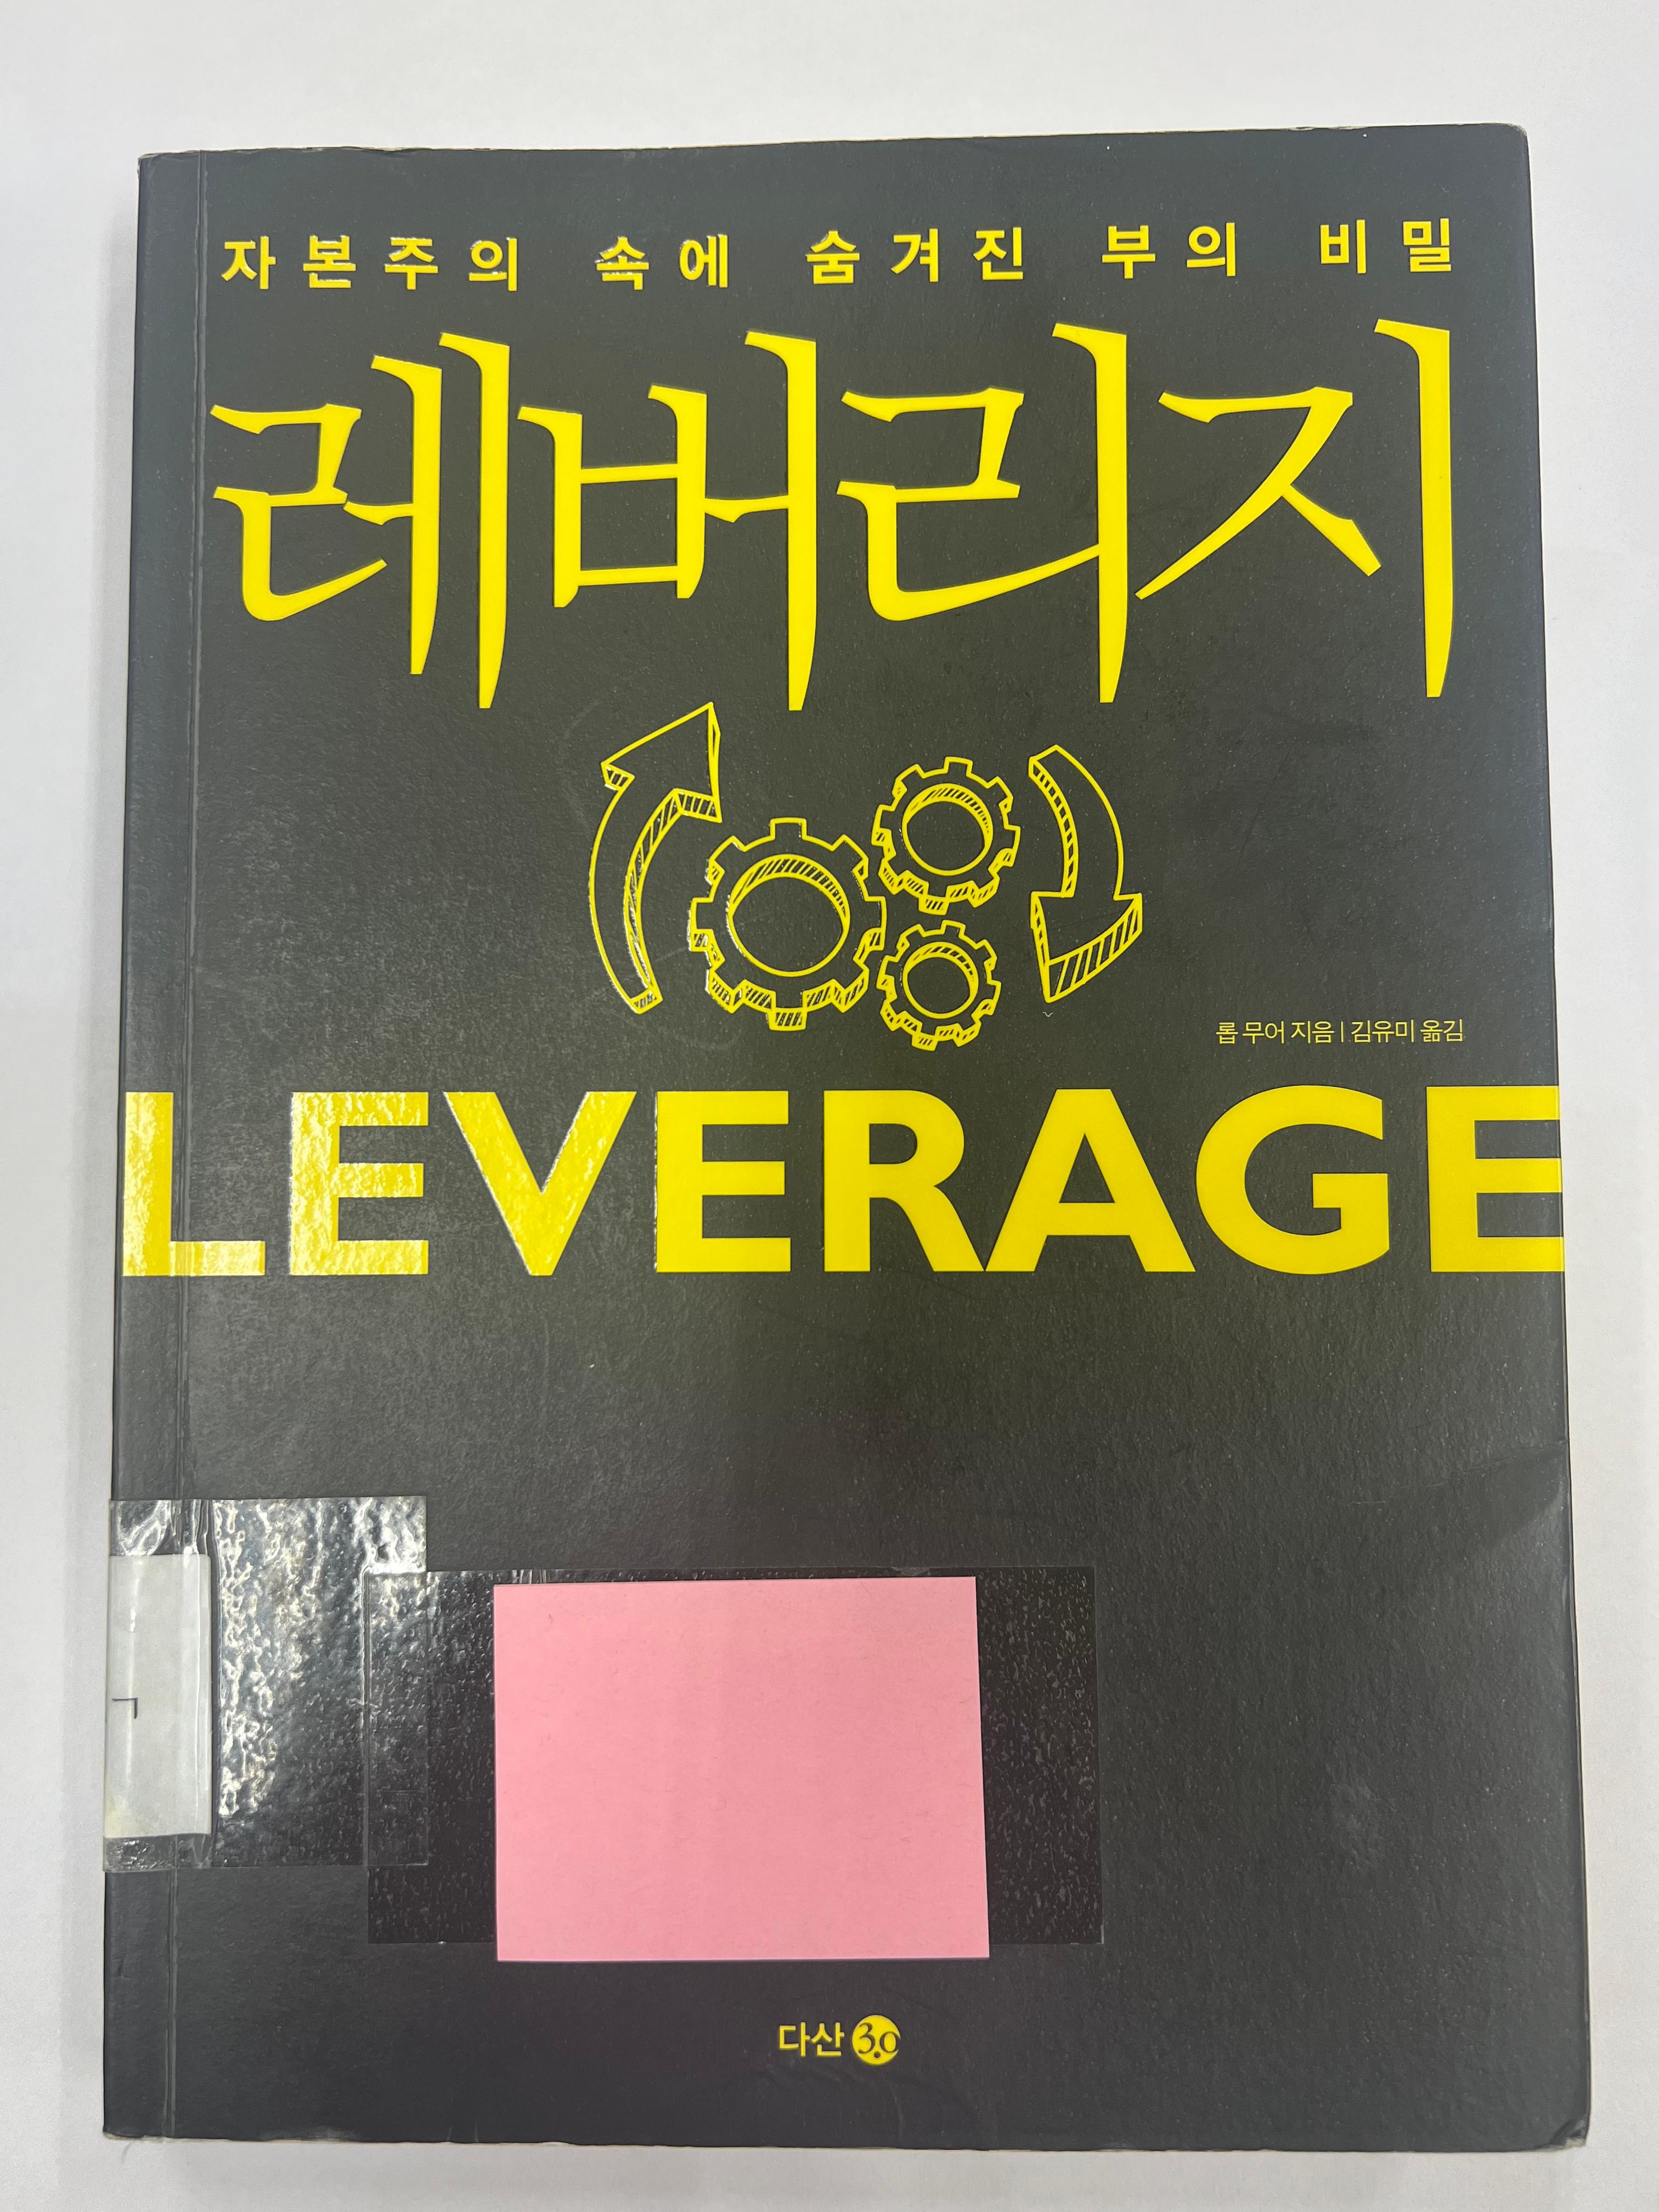 자본주의 속에 숨겨진 부의 비밀
레버리지
롭 무어 지음 | 김유미 옮김
LEVERAGE
다산 3.0